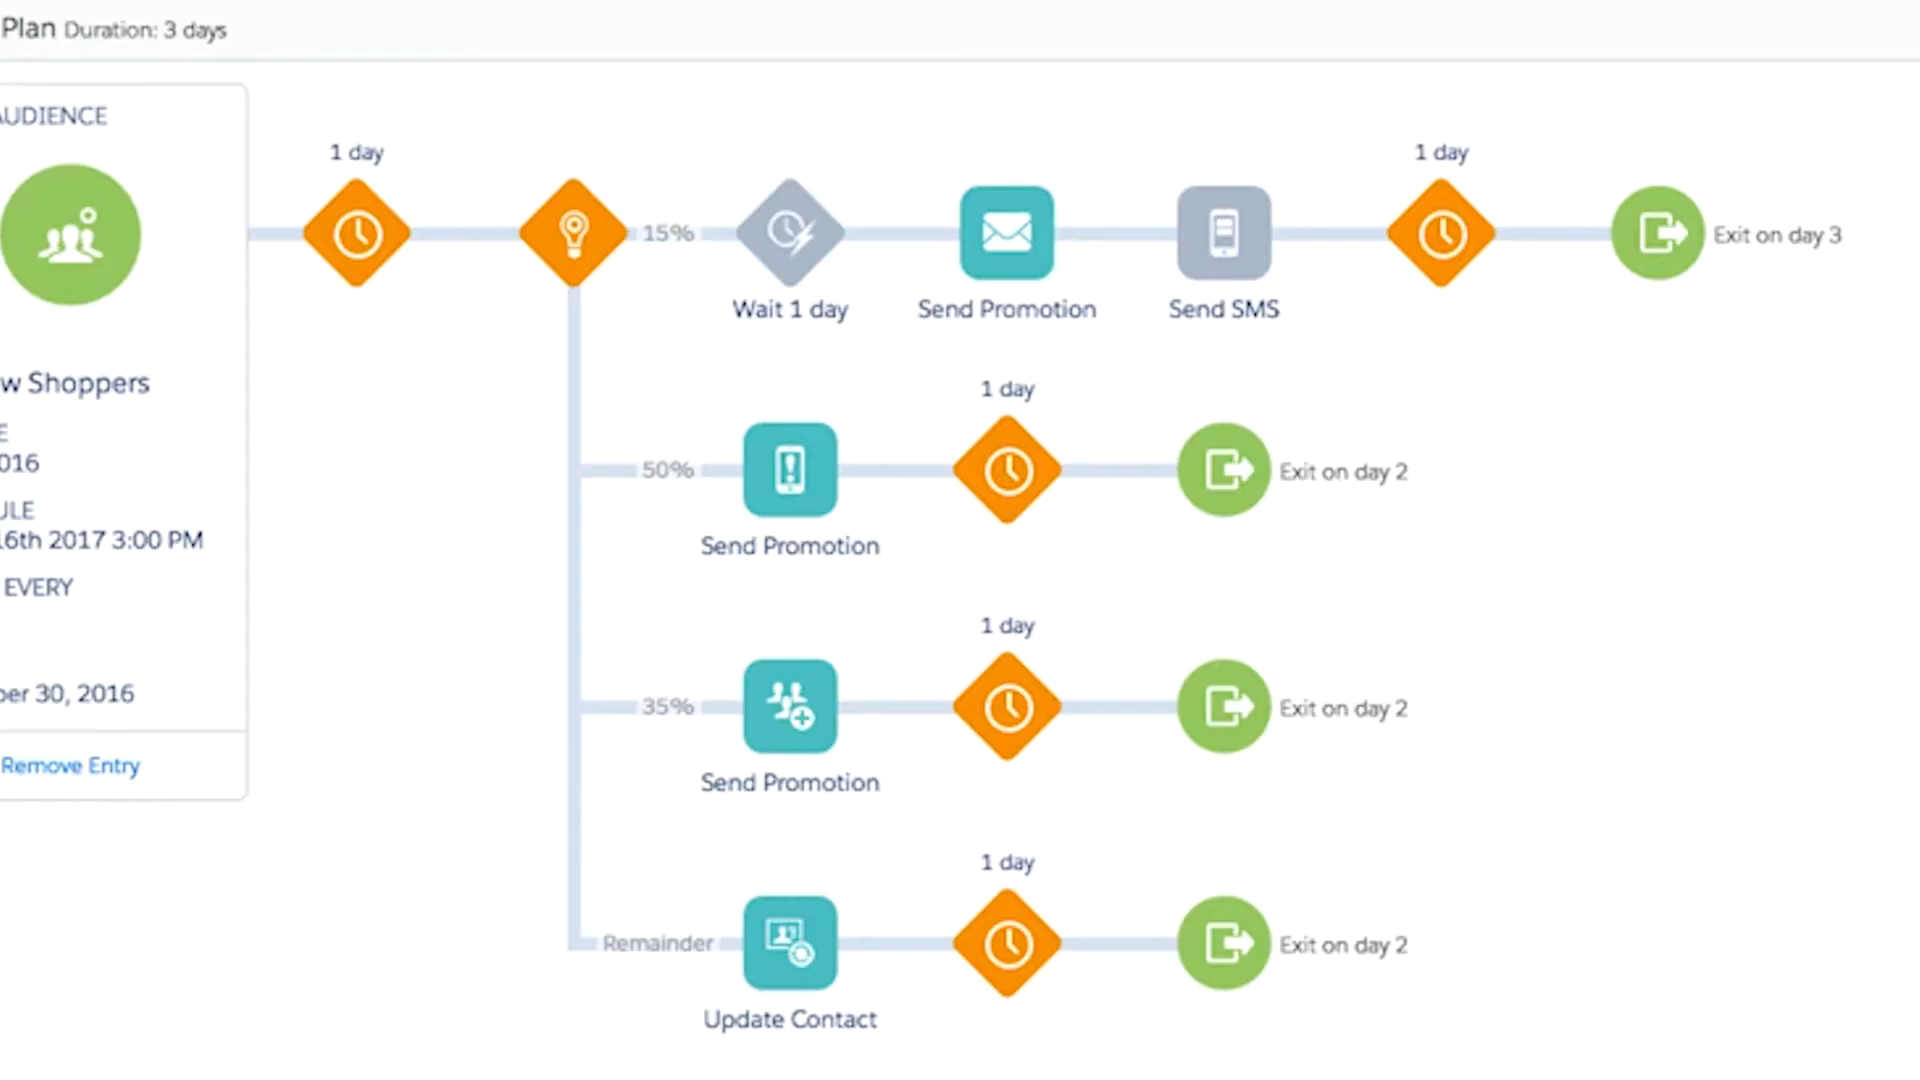 Plan Duration: 3 days
AUDIENCE
w Shoppers
E
016
ULE
16th 2017 3:00 PM
EVERY
ber 30, 2016
Remove Entry
1 day
1 day
15%
Exit on day 3
Wait 1 day
Send Promotion
Send SMS
1 day
50%
Exit on day 2
Send Promotion
1 day
35%
Exit on day 2
Send Promotion
1 day
Remainder
Exit on day 2
Update Contact